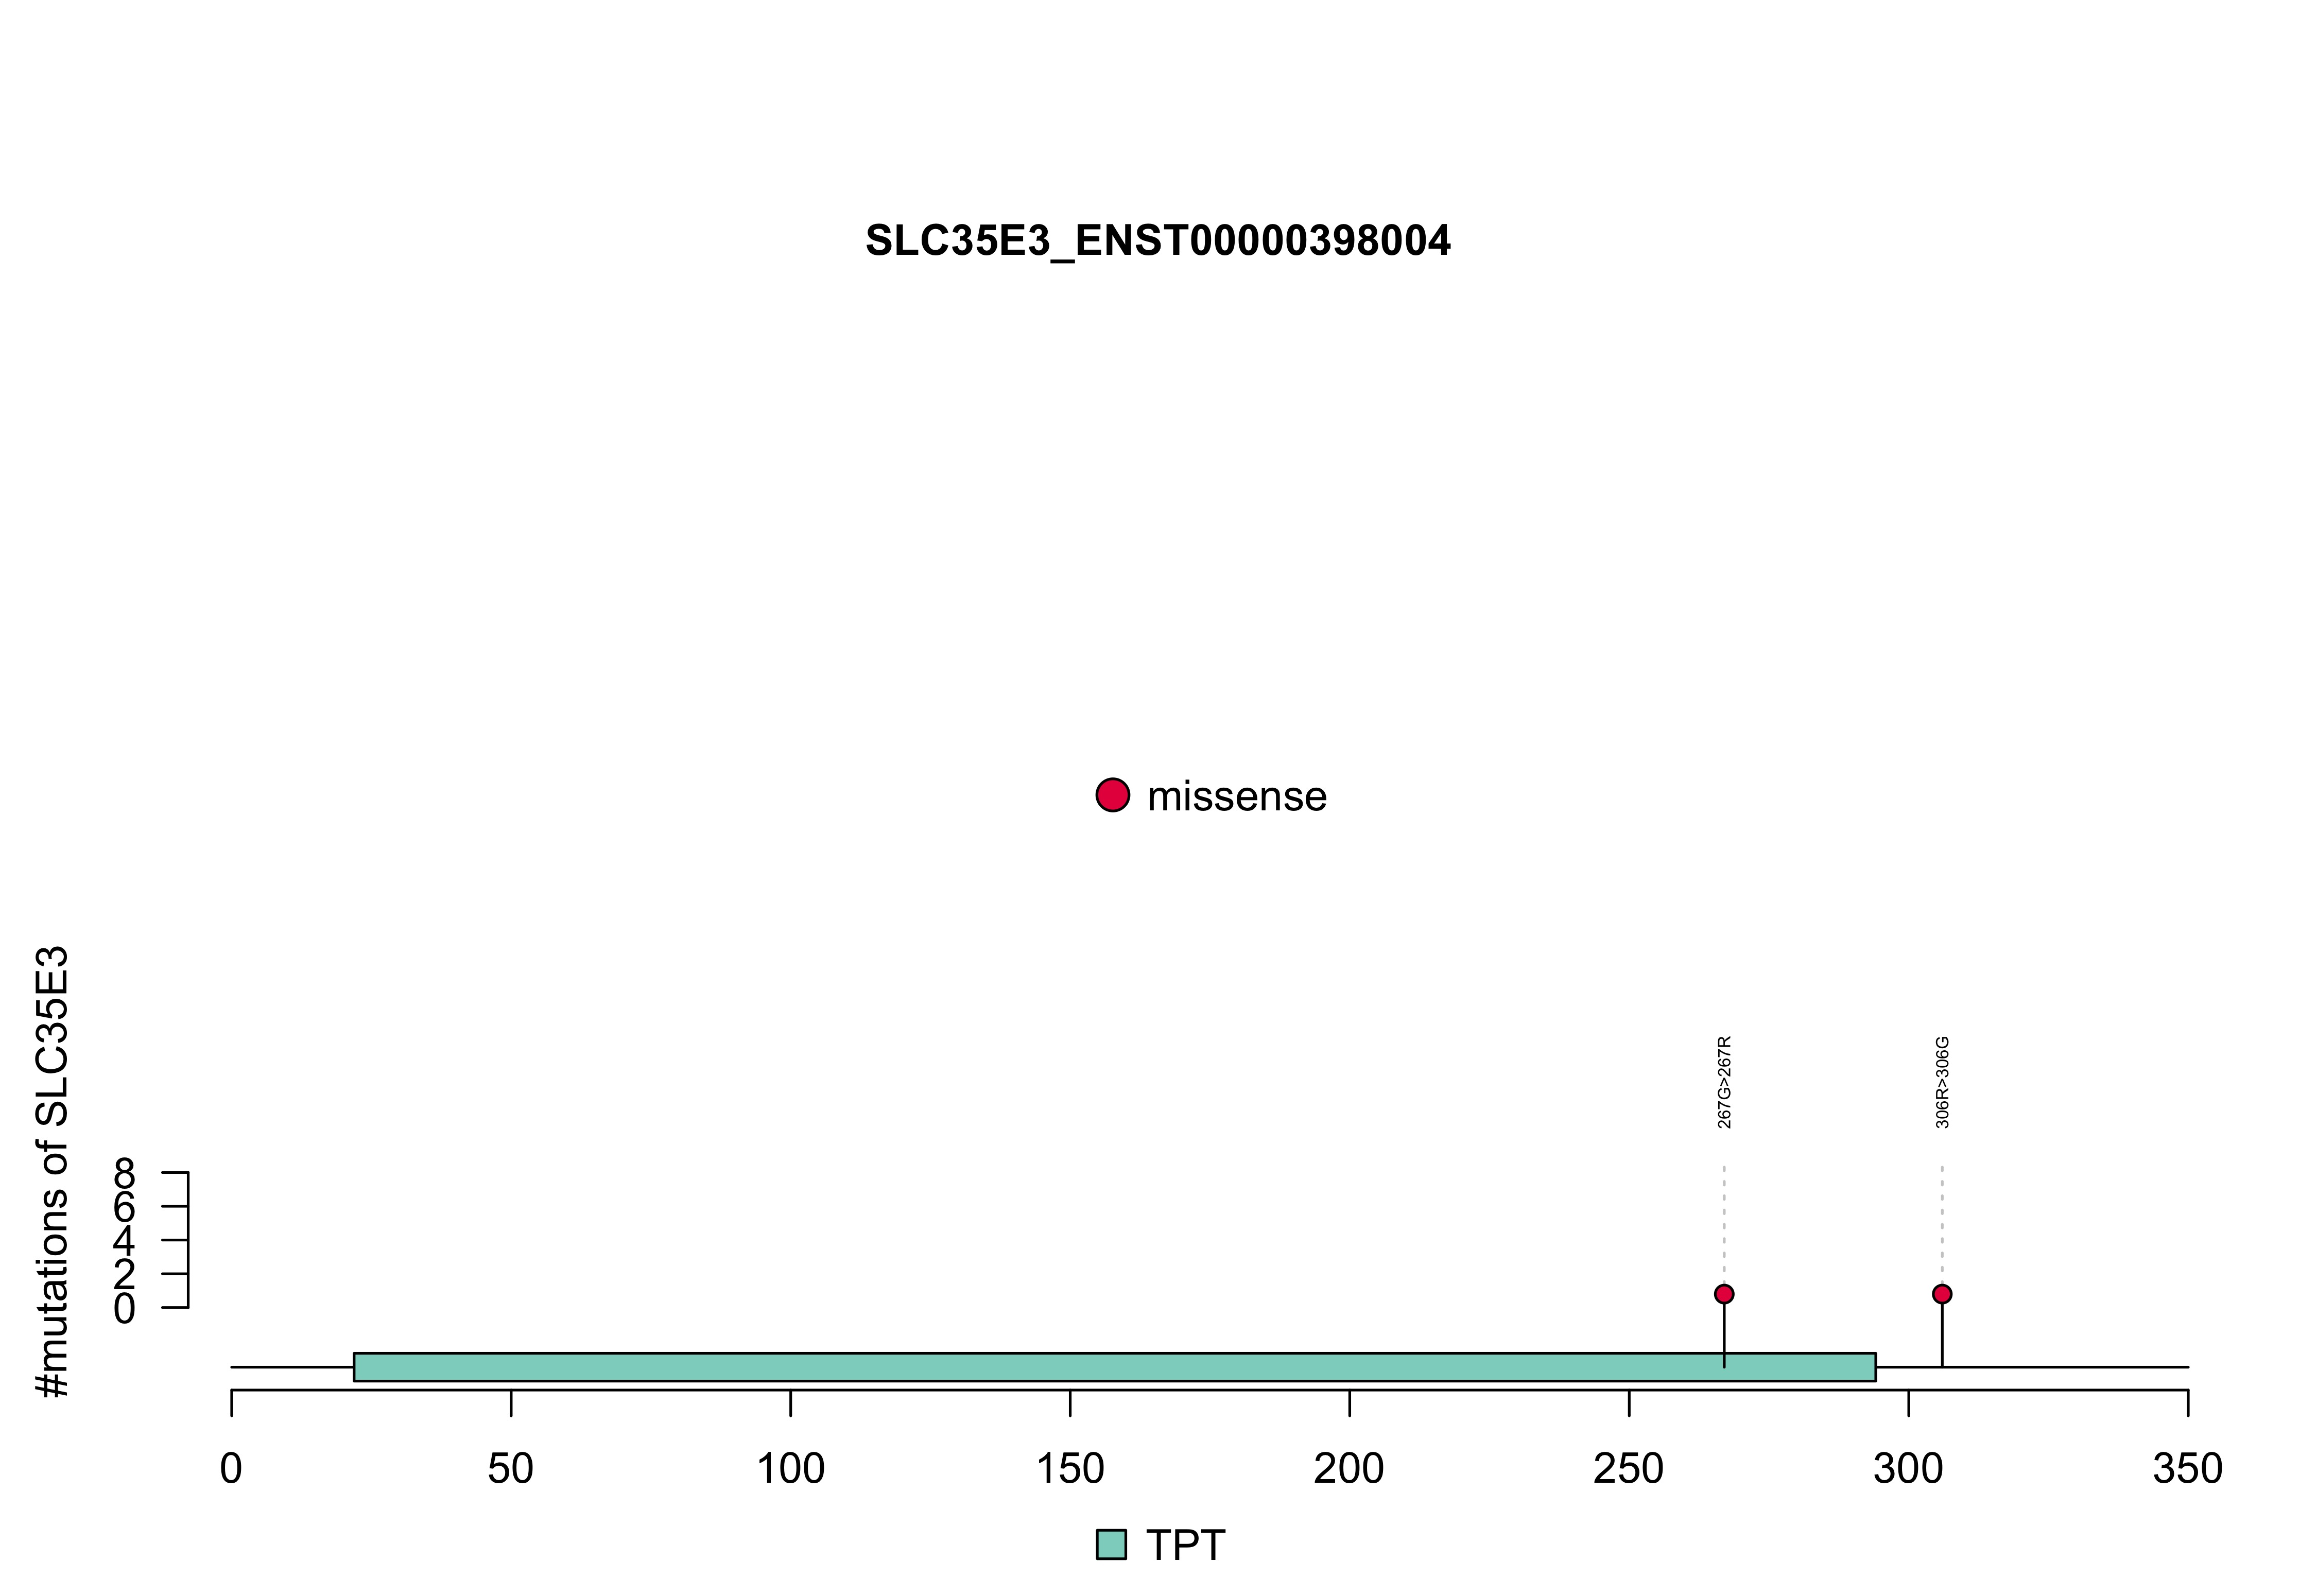 SLC35E3_ENST00000398004
missense
#mutations of SLC35E3
267G>267R
306R>306G
8
6
4
2
0
0 50 100 150 200 250 300 350
TPT